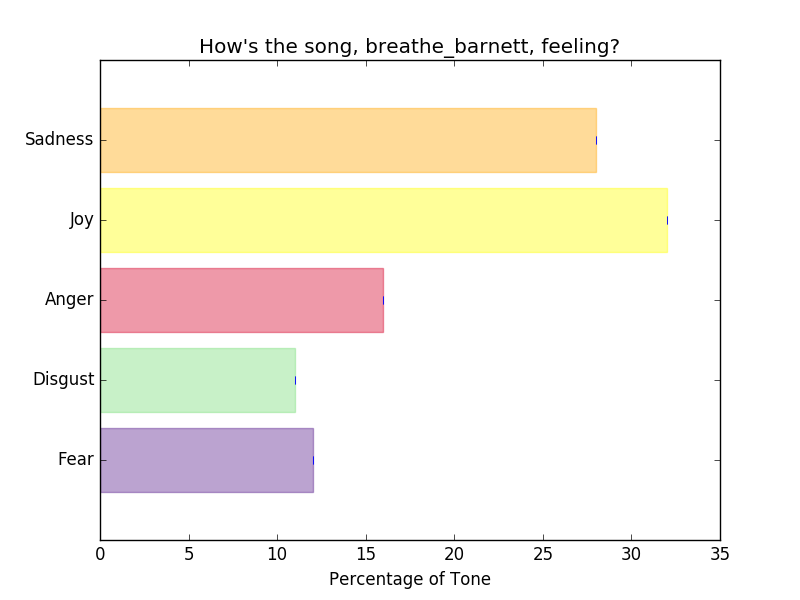 How's the song, breathe_barnett, feeling?
Sadness
Joy
Anger
Disgust
Fear
0 5 10 15 20 25 30 35
Percentage of Tone